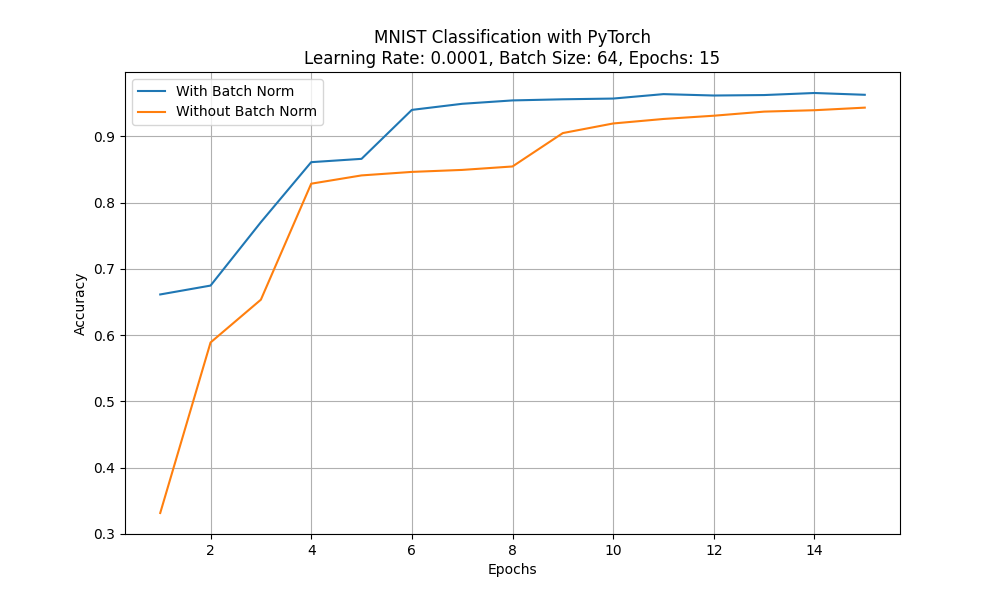 MNIST Classification with PyTorch
Learning Rate: 0.0001, Batch Size: 64, Epochs: 15
With Batch Norm
Without Batch Norm
0.9
0.8
0.7
0.6
0.5
0.4
0.3
Accuracy
2 4 6 8 10 12 14
Epochs